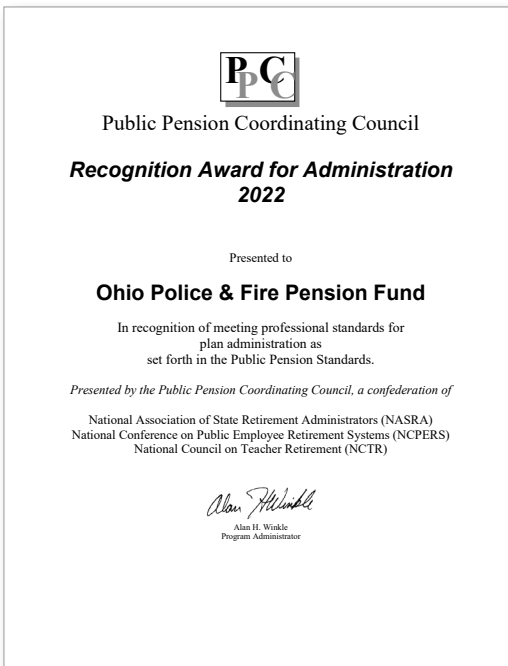 P P C C
Public Pension Coordinating Council
Recognition Award for Administration
2022
Presented to
Ohio Police & Fire Pension Fund
In recognition of meeting professional standards for
plan administration as
set forth in the Public Pension Standards.
Presented by the Public Pension Coordinating Council, a confederation of
National Association of State Retirement Administrators (NASRA)
National Conference on Public Employee Retirement Systems (NCPERS)
National Council on Teacher Retirement (NCTR)
Alan H Winkle
Alan H. Winkle
Program Administrator